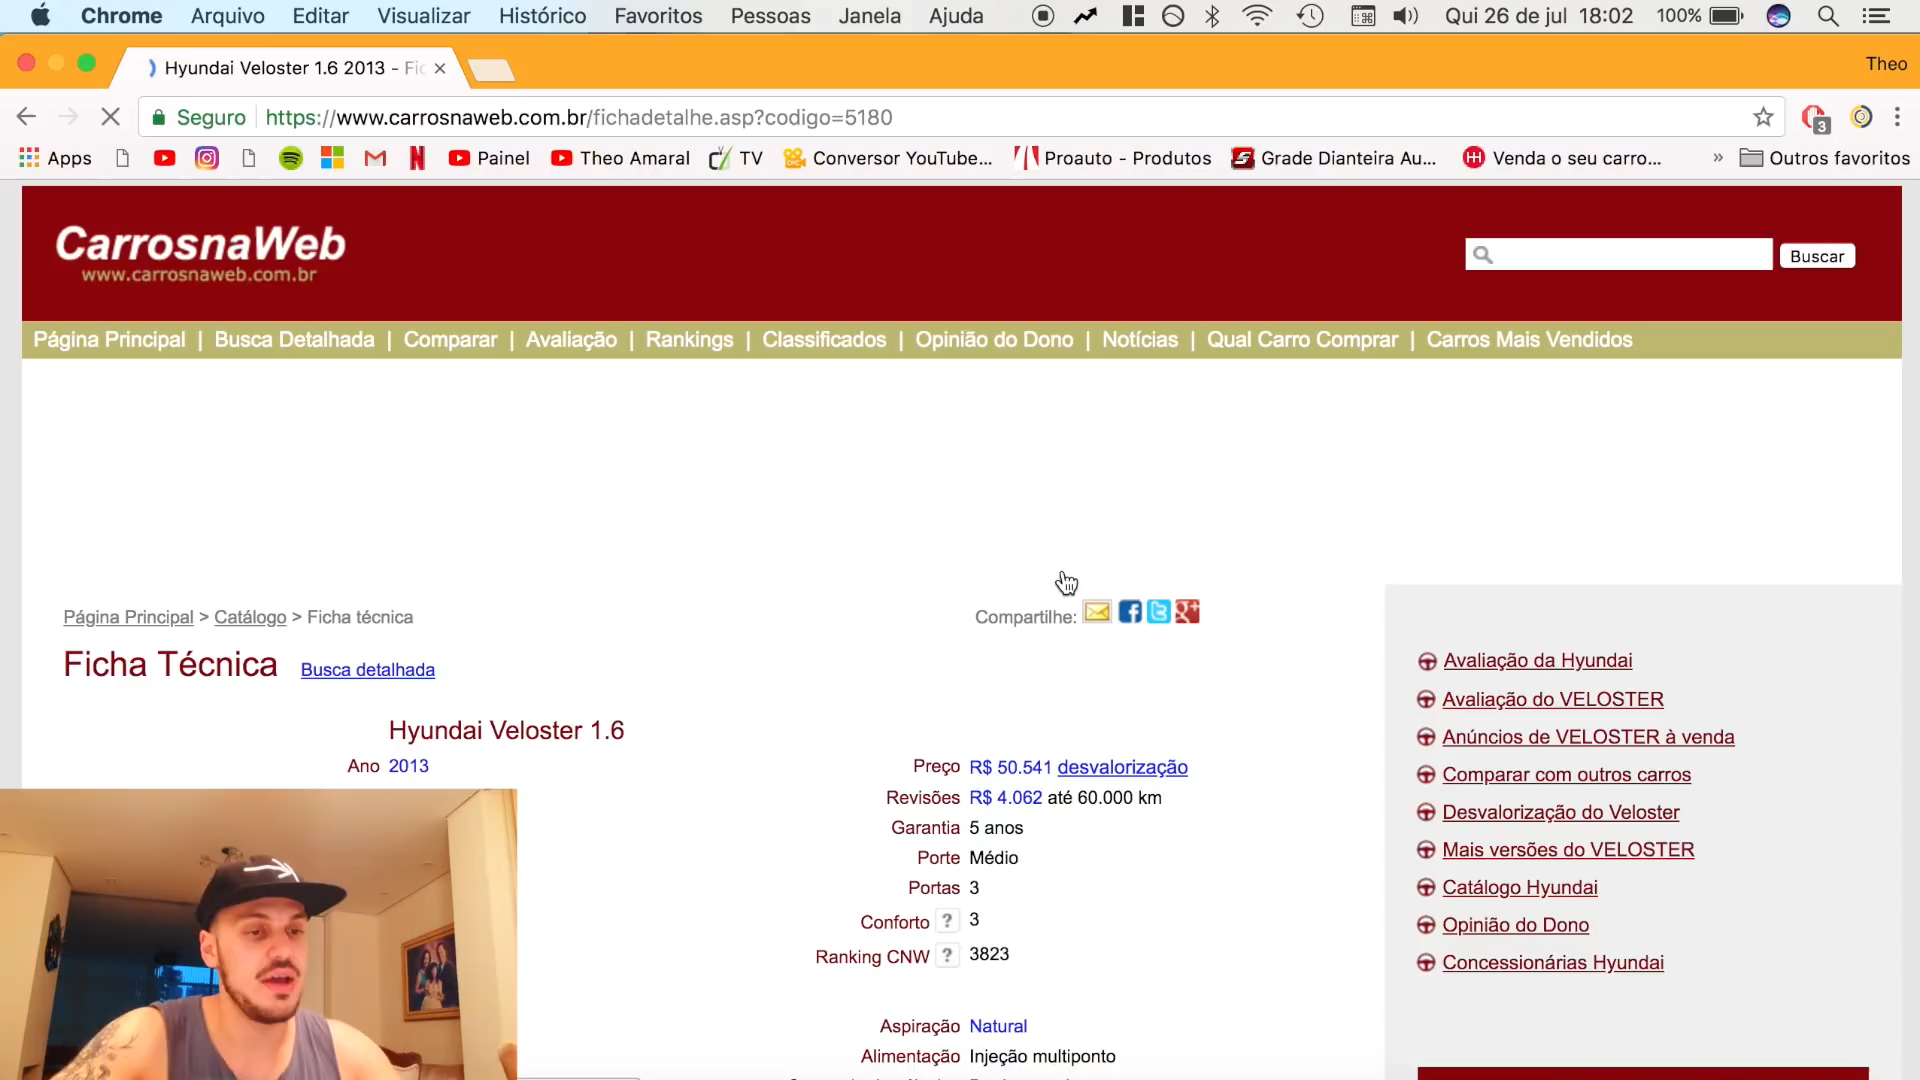 Chrome Arquivo Editar Visualizar Histórico Favoritos Pessoas Janela Ajuda Qui 26 de jul 18:02 100%
Hyundai Veloster 1.6 2013 - Fic
Theo
Seguro https://www.carrosnaweb.com.br/fichadetalhe.asp?codigo=5180
3
Apps Painel Theo Amaral TV Conversor YouTube... Proauto - Produtos Grade Dianteira Au... Venda o seu carro... » Outros favoritos
CarrosnaWeb
www.carrosnaweb.com.br
Buscar
Página Principal | Busca Detalhada | Comparar | Avaliação | Rankings | Classificados | Opinião do Dono | Notícias | Qual Carro Comprar | Carros Mais Vendidos
Página Principal > Catálogo > Ficha técnica
Compartilhe:
Ficha Técnica Busca detalhada
Hyundai Veloster 1.6
Ano 2013
Preço R$ 50.541 desvalorização
Revisões R$ 4.062 até 60.000 km
Garantia 5 anos
Porte Médio
Portas 3
Conforto ? 3
Ranking CNW ? 3823
Aspiração Natural
Alimentação Injeção multiponto
Avaliação da Hyundai
Avaliação do VELOSTER
Anúncios de VELOSTER à venda
Comparar com outros carros
Desvalorização do Veloster
Mais versões do VELOSTER
Catálogo Hyundai
Opinião do Dono
Concessionárias Hyundai